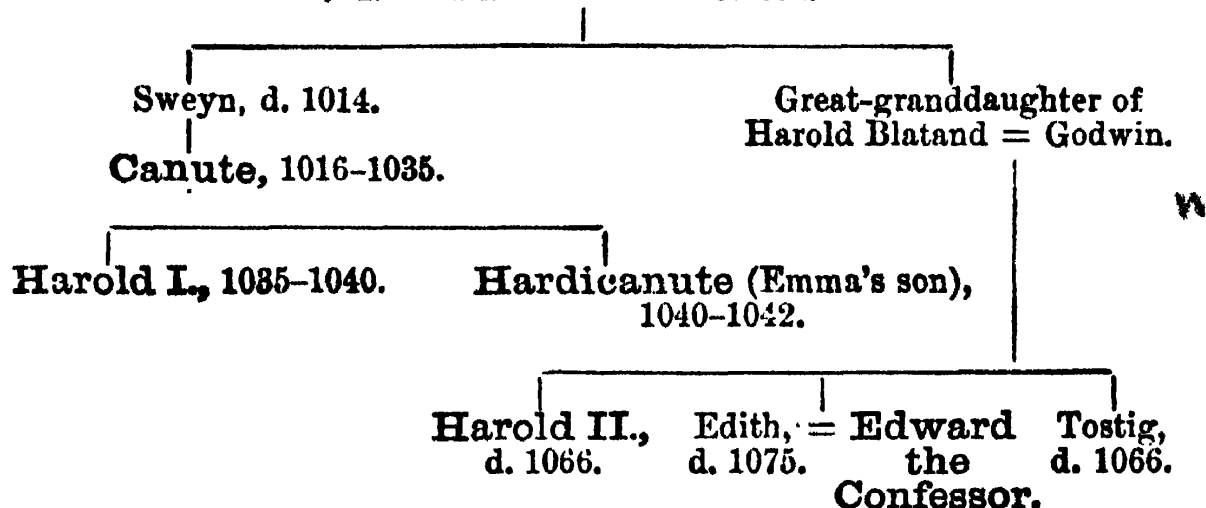 Sweyn, d. 1014.
Great-granddaughter of
Harold Blatand = Godwin.
Canute, 1016–1035.
Harold I., 1035–1040.
Hardicanute (Emma's son),
1040–1042.
Harold II.,
d. 1066.
Edith, = Edward
d. 1075.
the
Confessor.
Tostig,
d. 1066.